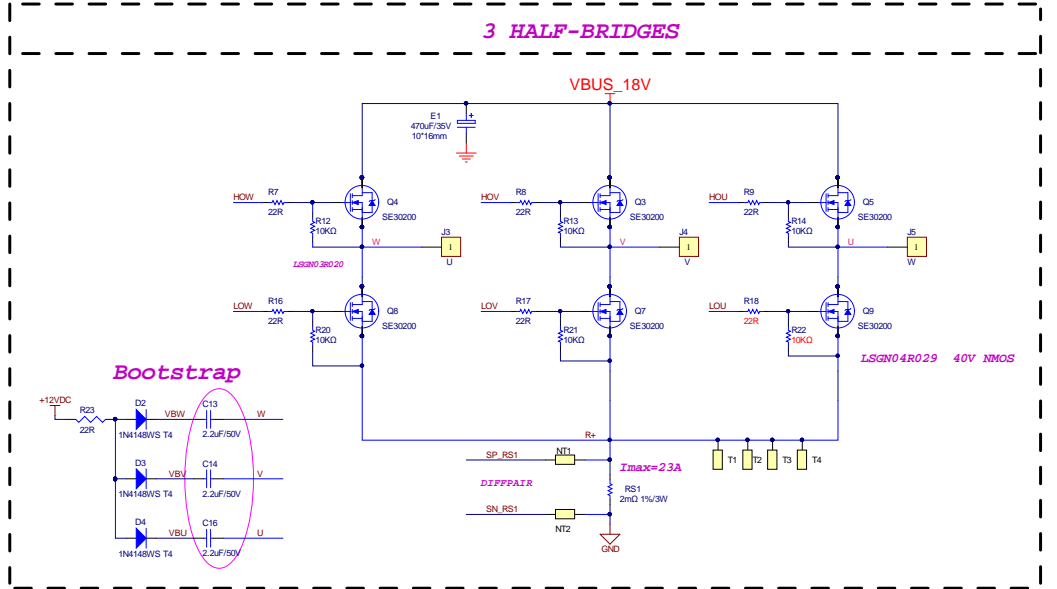 3 HALF-BRIDGES
VBUS_18V
E1
470uF/35V
10*16mm
HOW
R7
22R
Q4
SE30200
R12
10KΩ
W
J3
1
U
LSGN03R020
HOV
R8
22R
Q3
SE30200
R13
10KΩ
V
J4
1
V
HOU
R9
22R
Q5
SE30200
R14
10KΩ
U
J5
1
W
LOW
R16
22R
Q8
SE30200
R20
10KΩ
LOV
R17
22R
Q7
SE30200
R21
10KΩ
LOU
R18
22R
Q9
SE30200
R22
10KΩ
LSGN04R029 40V NMOS
Bootstrap
+12VDC
R23
22R
D2
1N4148WS T4
VBW
C13
2.2uF/50V
W
D3
1N4148WS T4
VBV
C14
2.2uF/50V
V
D4
1N4148WS T4
VBU
C16
2.2uF/50V
U
R+
SP_RS1
NT1
Imax=23A
DIFFPAIR
RS1
2mΩ 1%/3W
SN_RS1
NT2
GND
T1
T2
T3
T4